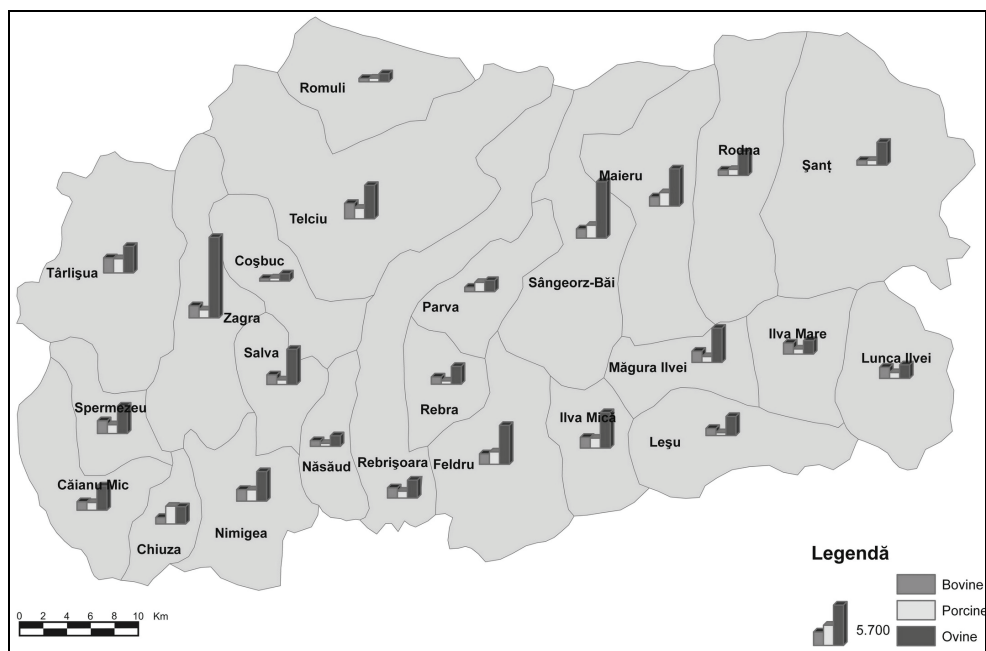 Romuli
Rodna
Şanţ
Maieru
Telciu
Coşbuc
Târlişua
Sângeorz-Băi
Parva
Zagra
Ilva Mare
Salva
Lunca Ilvei
Măgura Ilvei
Spermezeu
Rebra
Ilva Mică
Leşu
Rebrişoara
Feldru
Năsăud
Căianu Mic
Nimigea
Chiuza
Legendă
Bovine
Porcine
5.700
Ovine
0 2 4 6 8 10 Km